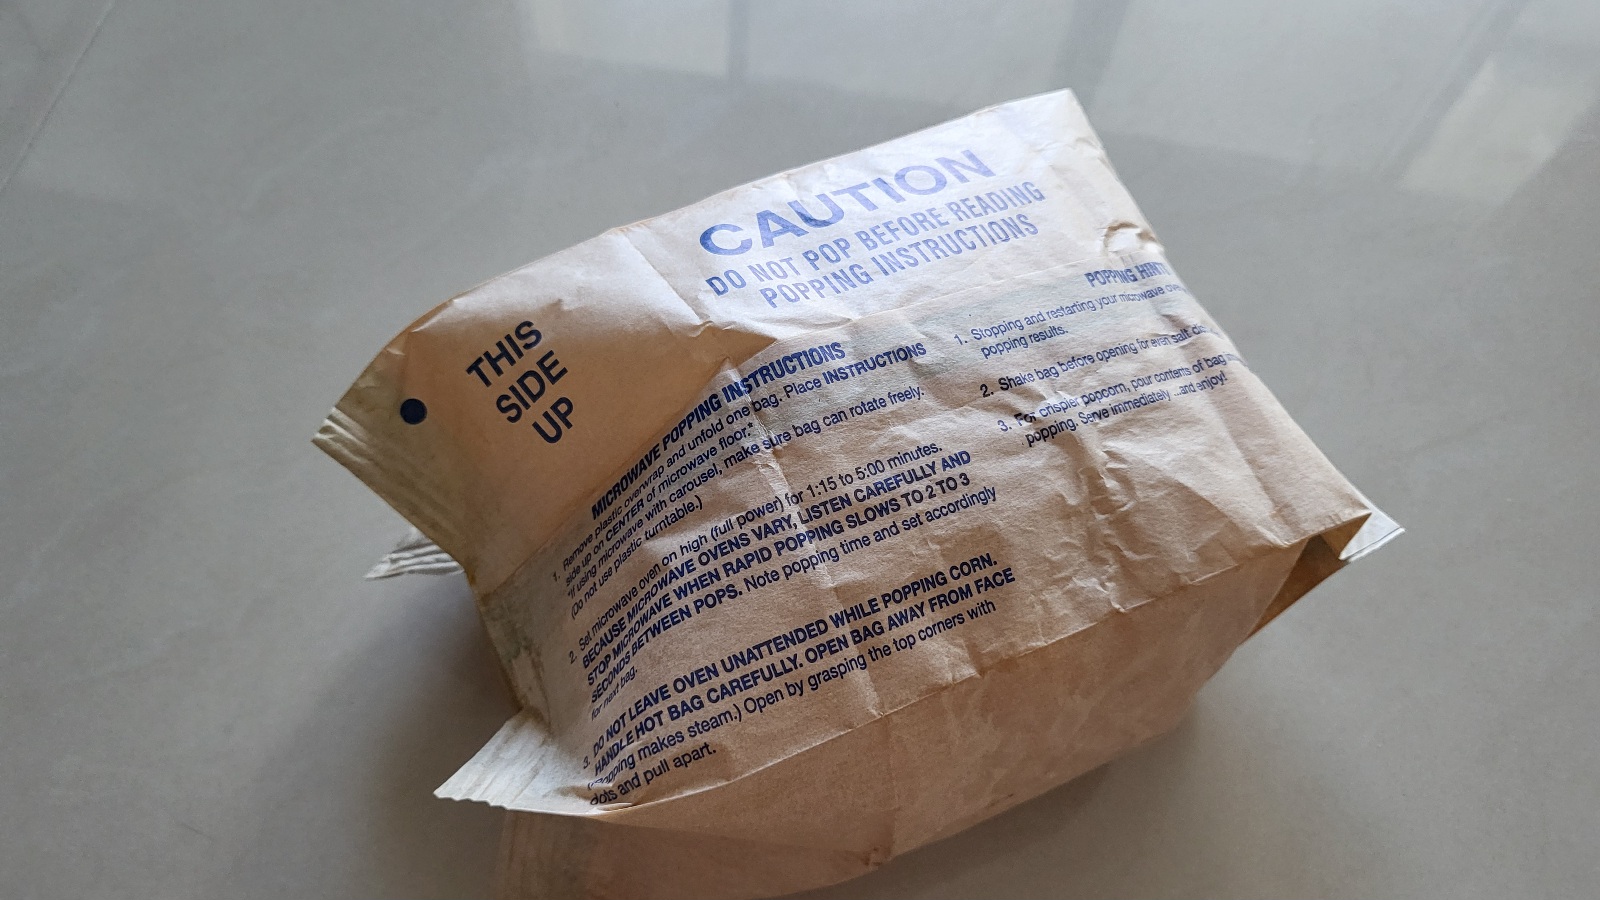 CAUTION
DO NOT POP BEFORE READING
POPPING INSTRUCTIONS
THIS
SIDE
UP
MICROWAVE POPPING INSTRUCTIONS
1. Remove plastic overwrap and unfold one bag. Place INSTRUCTIONS
side up on CENTER of microwave floor.*
*If using microwave with carousel, make sure bag can rotate freely.
(Do not use plastic turntable.)
2. Set microwave oven on high (full power) for 1:15 to 5:00 minutes.
BECAUSE MICROWAVE OVENS VARY, LISTEN CAREFULLY AND
STOP MICROWAVE WHEN RAPID POPPING SLOWS TO 2 TO 3
SECONDS BETWEEN POPS. Note popping time and set accordingly
for next bag.
3. DO NOT LEAVE OVEN UNATTENDED WHILE POPPING CORN.
HANDLE HOT BAG CAREFULLY. OPEN BAG AWAY FROM FACE
(Popping makes steam.) Open by grasping the top corners with
dots and pull apart.
POPPING
1. Stopping and restarting your microwave
popping results.
2. Shake bag before opening for even salt
3. For crispier popcorn, pour contents of bag
popping. Serve immediately ...and enjoy!